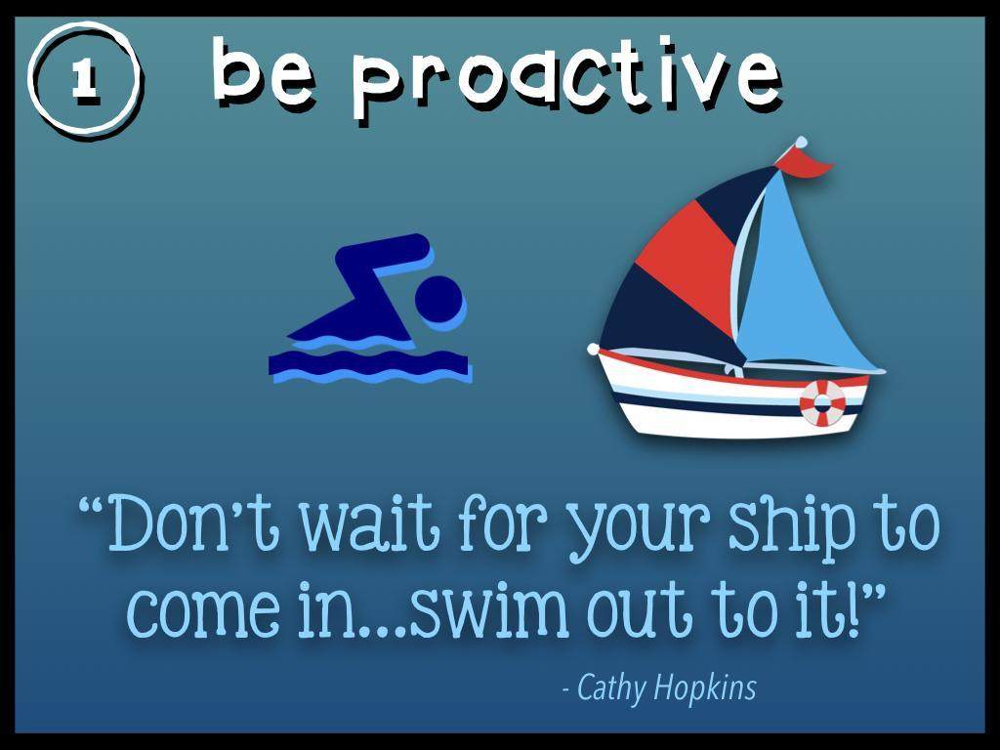 1 be proactive
“Don’t wait for your ship to
come in...swim out to it!”
- Cathy Hopkins